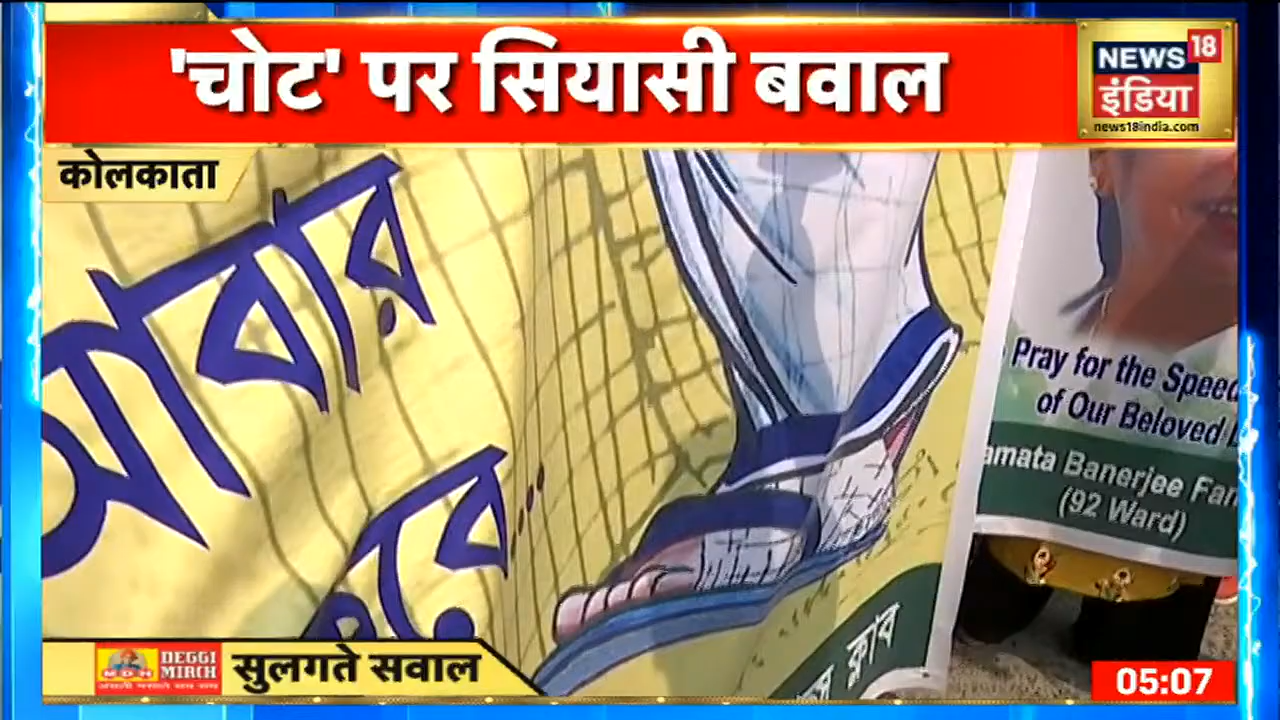 'चोट' पर सियासी बवाल
NEWS 18
इंडिया
news18india.com
कोलकाता
আবার
Pray for the Speed
of Our Beloved
amata Banerjee Fan
(92 Ward)
ক্লাব
MDH
DEGGI
MIRCH
सुलगते सवाल
05:07